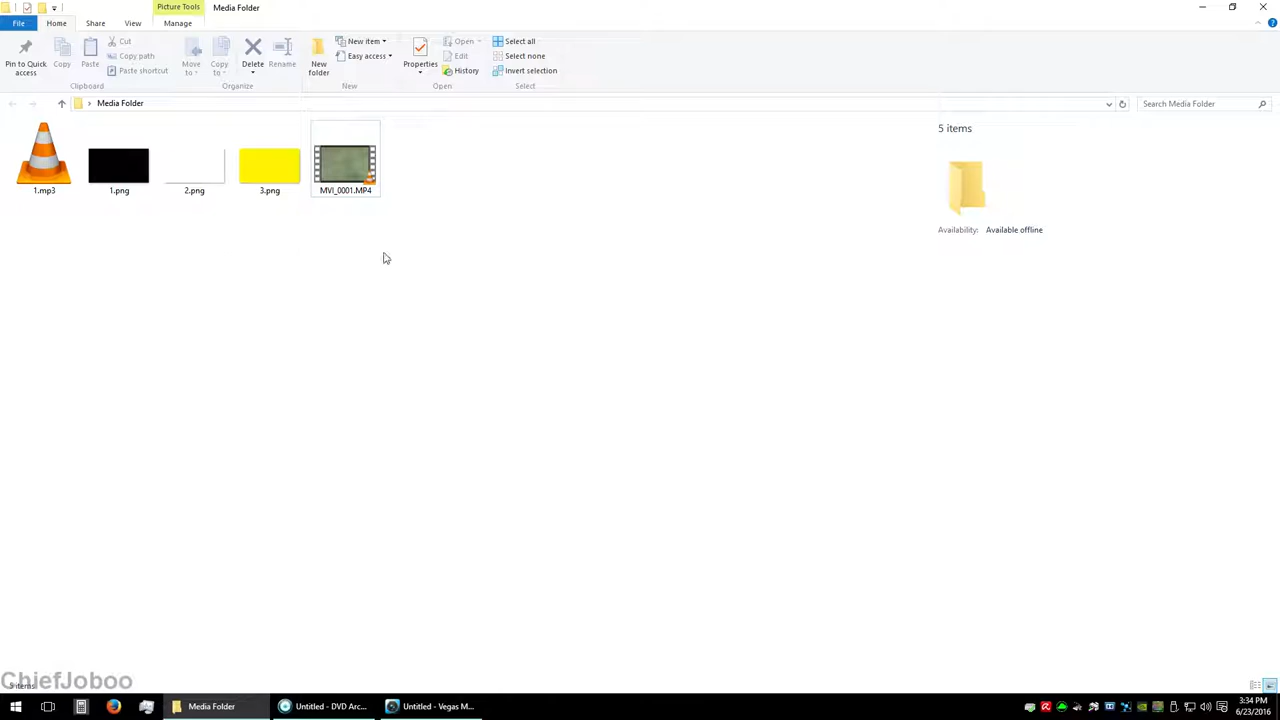 Picture Tools Media Folder
File Home Share View Manage
Pin to Quick access
Copy
Paste
Cut
Copy path
Paste shortcut
Clipboard
Move to
Copy to
Delete
Rename
Organize
New folder
New item
Easy access
New
Properties
Open
Edit
History
Open
Select all
Select none
Invert selection
Select
Media Folder
Search Media Folder
1.mp3
1.png
2.png
3.png
MVI_0001.MP4
5 items
Availability: Available offline
ChiefJoboo
5 items
Media Folder
Untitled - DVD Arc...
Untitled - Vegas M...
3:34 PM
6/23/2016